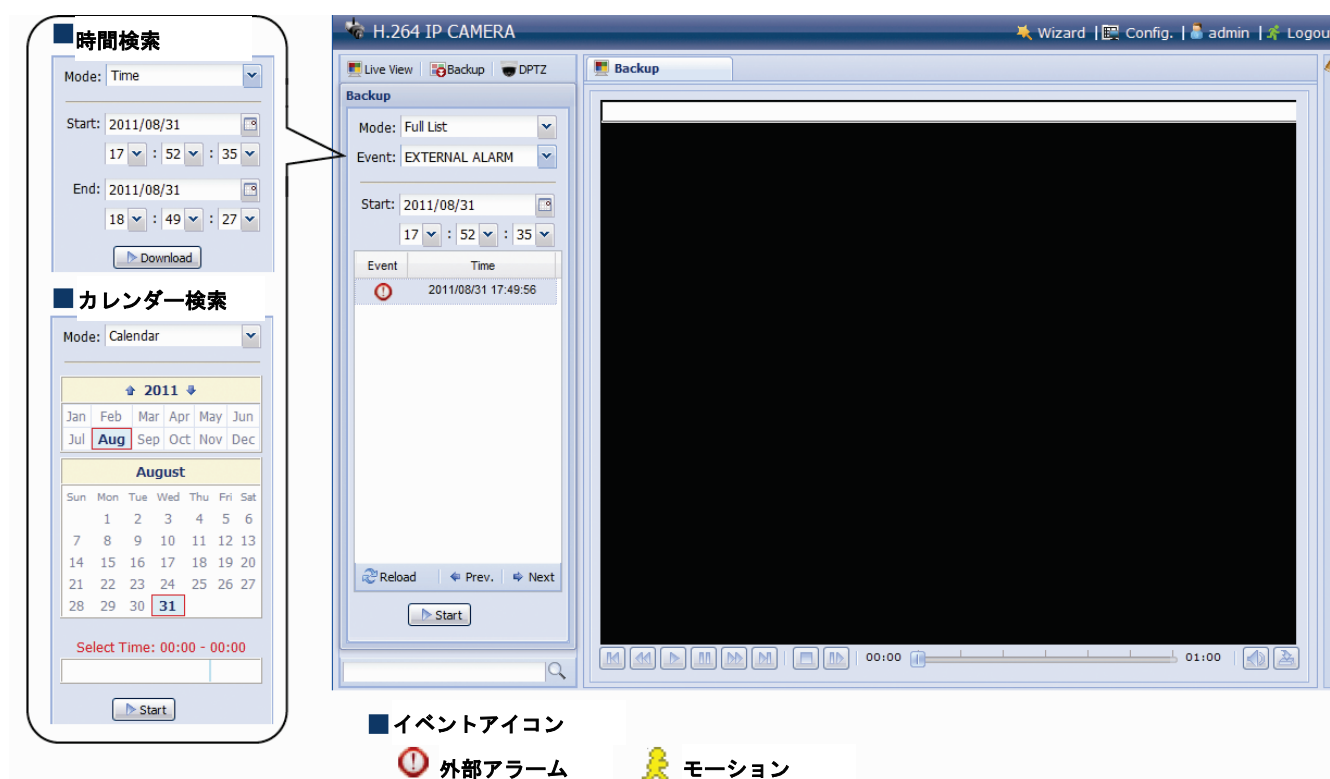 時間検索
Mode: Time
Start: 2011/08/31
17 : 52 : 35
End: 2011/08/31
18 : 49 : 27
Download
カレンダー検索
Mode: Calendar
2011
Jan Feb Mar Apr May Jun
Jul Aug Sep Oct Nov Dec
August
Sun Mon Tue Wed Thu Fri Sat
1 2 3 4 5 6
7 8 9 10 11 12 13
14 15 16 17 18 19 20
21 22 23 24 25 26 27
28 29 30 31
Select Time: 00:00 - 00:00
Start
H.264 IP CAMERA
Wizard | Config. | admin | Logou
Live View Backup DPTZ
Backup
Mode: Full List
Event: EXTERNAL ALARM
Start: 2011/08/31
17 : 52 : 35
Event Time
2011/08/31 17:49:56
Reload Prev. Next
Start
Backup
00:00 01:00
イベントアイコン
外部アラーム モーション